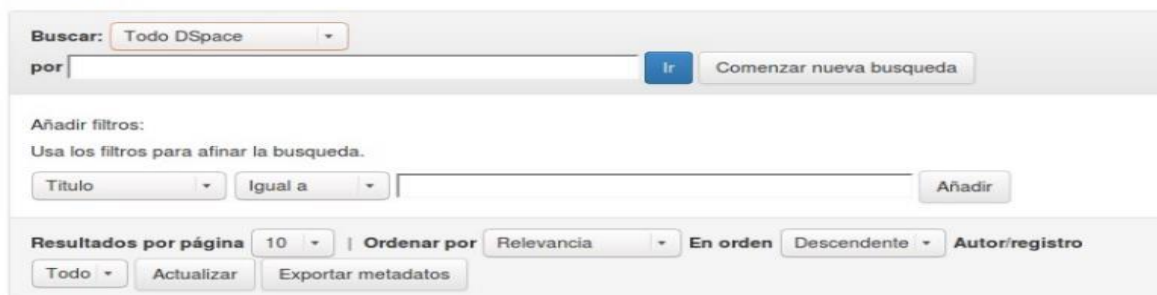 Buscar: Todo DSpace
por Ir Comenzar nueva busqueda
Añadir filtros:
Usa los filtros para afinar la busqueda.
Título Igual a Añadir
Resultados por página 10 | Ordenar por Relevancia En orden Descendente Autor/registro
Todo Actualizar Exportar metadatos